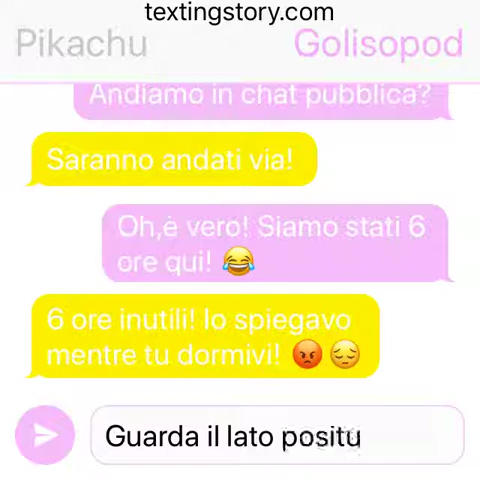 textingstory.com
Pikachu Golisopod
Andiamo in chat pubblica?
Saranno andati via!
Oh,è vero! Siamo stati 6
ore qui! 😂
6 ore inutili! Io spiegavo
mentre tu dormivi! 😡😔
Guarda il lato positu